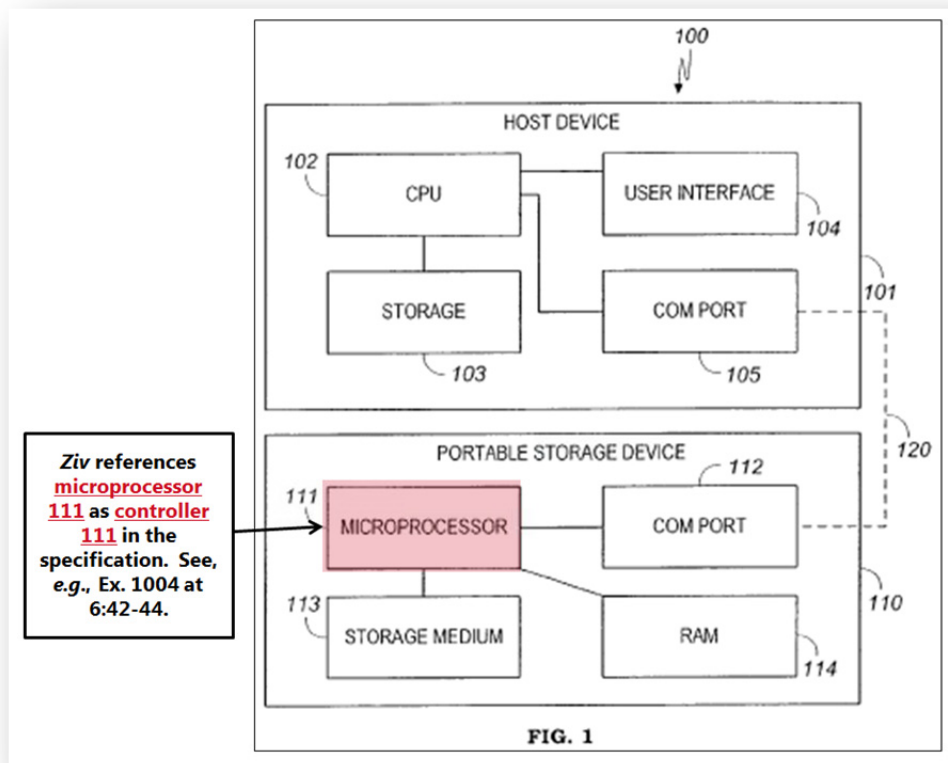 100
HOST DEVICE
102
CPU
USER INTERFACE
104
101
STORAGE
COM PORT
103
105
120
Ziv references
microprocessor
111 as controller
111 in the
specification. See,
e.g., Ex. 1004 at
6:42-44.
PORTABLE STORAGE DEVICE
112
111
MICROPROCESSOR
COM PORT
110
113
STORAGE MEDIUM
RAM
114
FIG. 1